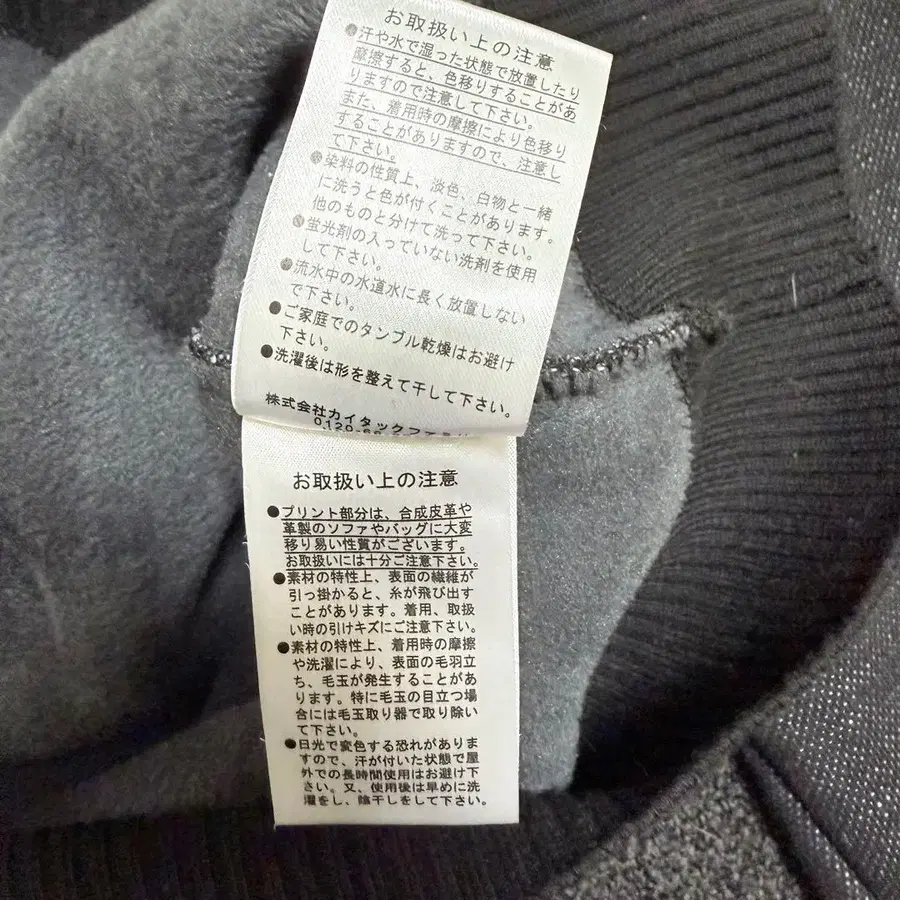 お取扱い上の注意
●汗や水で湿った状態で放置したり
摩擦すると、色移りすることがあ
りますので注意して下さい。
また、着用時の摩擦により色移り
することがありますので、注意し
て下さい。
●染料の性質上、淡色、白物と一緒
に洗うと色が付くことがあります。
他のものと分けて洗って下さい。
●蛍光剤の入っていない洗剤を使用
して下さい。
●流水中の水道水に長く放置しない
で下さい。
●ご家庭でのタンブル乾燥はお避け
下さい。
●洗濯後は形を整えて干して下さい。
株式会社カイタックファミリー
0120-
お取扱い上の注意
●プリント部分は、合成皮革や
革製のソファやバッグに大変
移り易い性質がございます。
お取扱いには十分ご注意下さい。
●素材の特性上、表面の繊維が
引っ掛かると、糸が飛び出す
ことがあります。着用、取扱
い時の引けキズにご注意下さい。
●素材の特性上、着用時の摩擦
や洗濯により、表面の毛羽立
ち、毛玉が発生することがあ
ります。特に毛玉の目立つ場
合には毛玉取り器で取り除い
て下さい。
●日光で変色する恐れがありま
すので、汗が付いた状態で屋
外での長時間使用はお避け下
さい。又、使用後は早めに洗
濯をし、陰干しをして下さい。